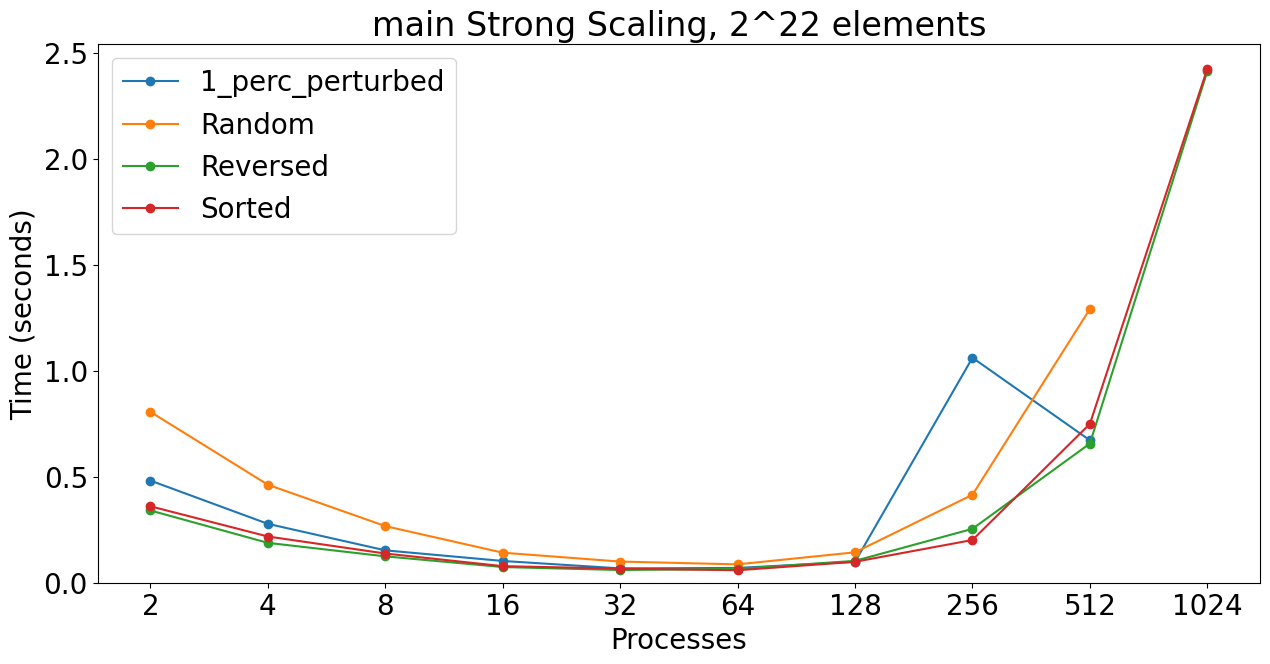 main Strong Scaling, 2^22 elements
2.5
2.0
1.5
1.0
0.5
0.0
Time (seconds)
1_perc_perturbed
Random
Reversed
Sorted
2 4 8 16 32 64 128 256 512 1024
Processes